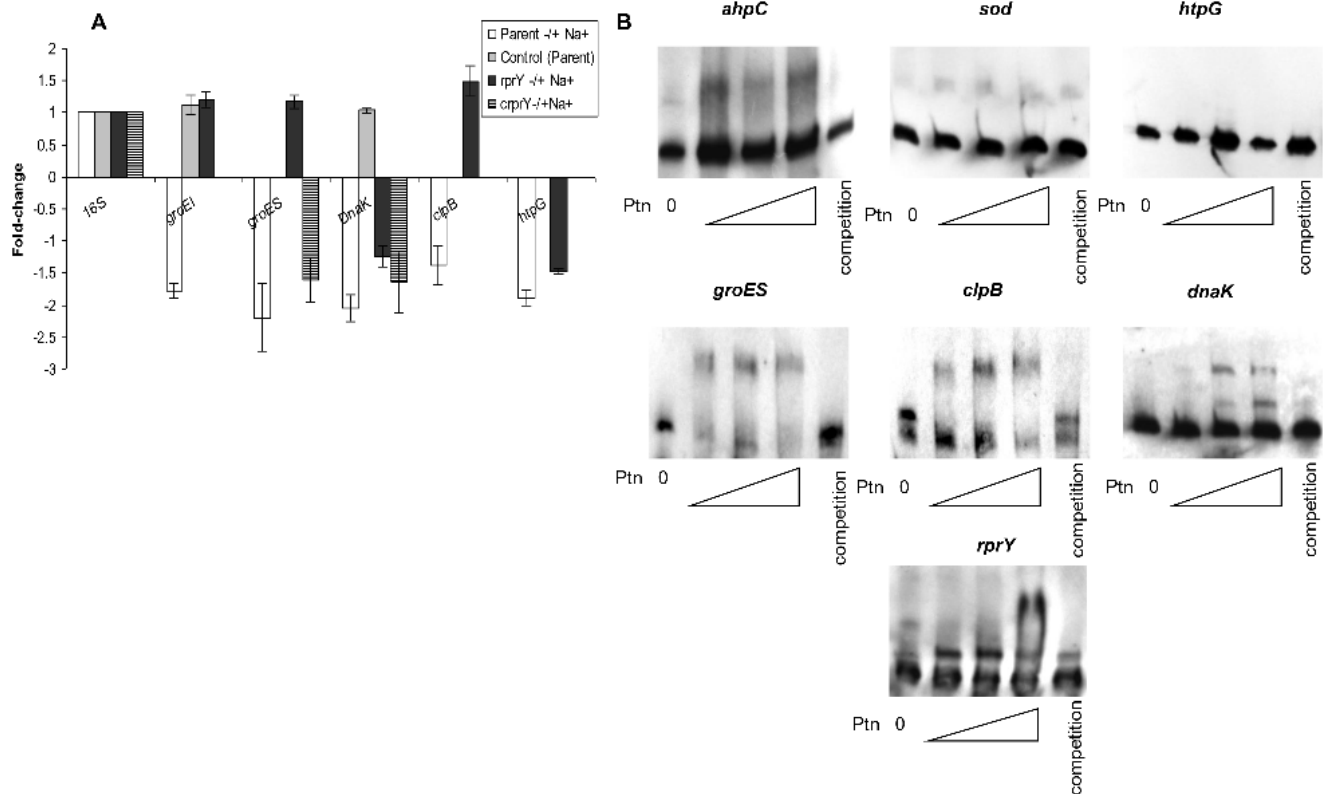 A
Parent -/+ Na+
Control (Parent)
rprY -/+ Na+
crprY-/+Na+
Fold-change
2
1.5
1
0.5
0
-0.5
-1
-1.5
-2
-2.5
-3
16S
groEl
groES
DnaK
clpB
htpG
B
ahpC
sod
htpG
Ptn 0
competition
Ptn 0
competition
Ptn 0
competition
groES
clpB
dnaK
Ptn 0
competition
Ptn 0
competition
Ptn 0
competition
rprY
Ptn 0
competition